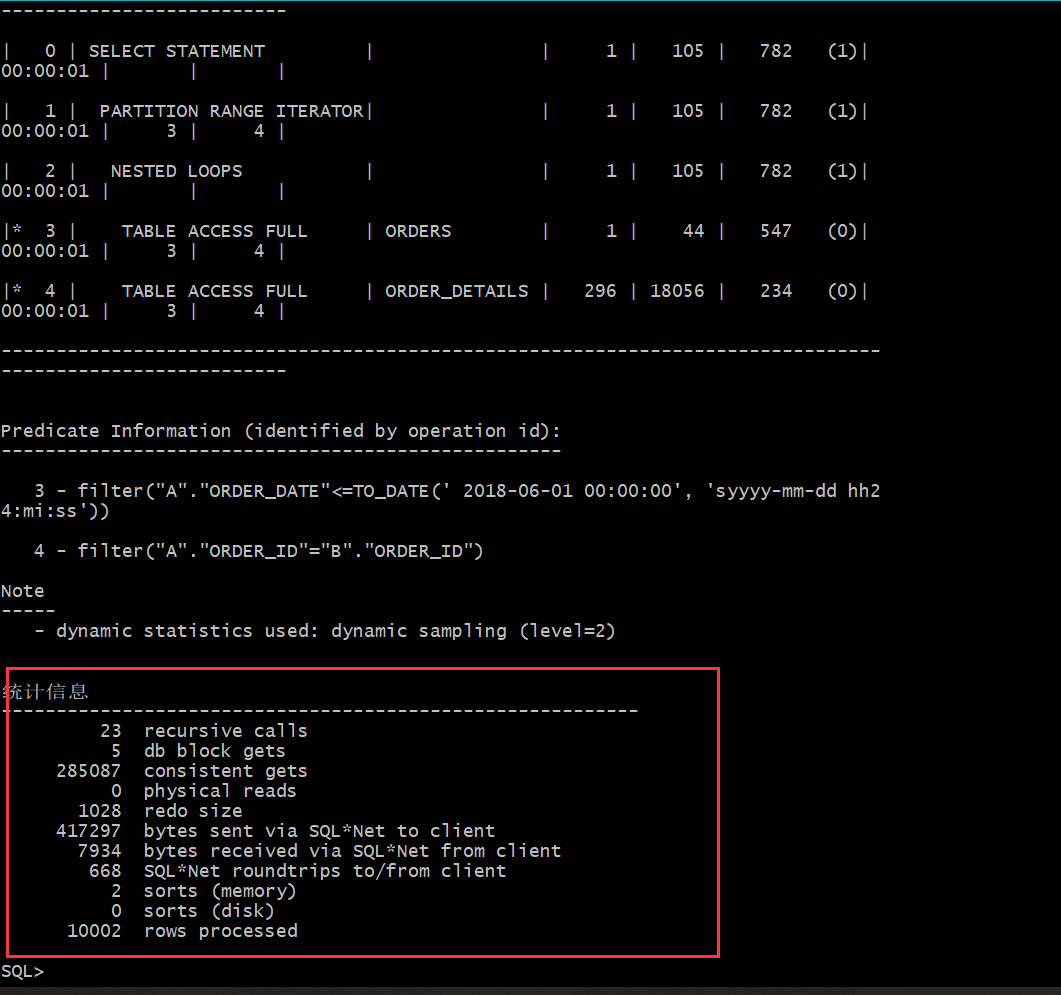 --------------------------
|   0 | SELECT STATEMENT         |               |     1 |   105 |   782   (1)|
00:00:01 |       |       |
|   1 |  PARTITION RANGE ITERATOR|               |     1 |   105 |   782   (1)|
00:00:01 |     3 |     4 |
|   2 |   NESTED LOOPS           |               |     1 |   105 |   782   (1)|
00:00:01 |       |       |
|*  3 |    TABLE ACCESS FULL     | ORDERS        |     1 |    44 |   547   (0)|
00:00:01 |     3 |     4 |
|*  4 |    TABLE ACCESS FULL     | ORDER_DETAILS |   296 | 18056 |   234   (0)|
00:00:01 |     3 |     4 |
--------------------------------------------------------------------------------
--------------------------
Predicate Information (identified by operation id):
---------------------------------------------------
   3 - filter("A"."ORDER_DATE"<=TO_DATE(' 2018-06-01 00:00:00', 'syyyy-mm-dd hh2
4:mi:ss'))
   4 - filter("A"."ORDER_ID"="B"."ORDER_ID")
Note
-----
   - dynamic statistics used: dynamic sampling (level=2)
统计信息
----------------------------------------------------------
         23  recursive calls
          5  db block gets
     285087  consistent gets
          0  physical reads
       1028  redo size
     417297  bytes sent via SQL*Net to client
       7934  bytes received via SQL*Net from client
        668  SQL*Net roundtrips to/from client
          2  sorts (memory)
          0  sorts (disk)
      10002  rows processed
SQL>